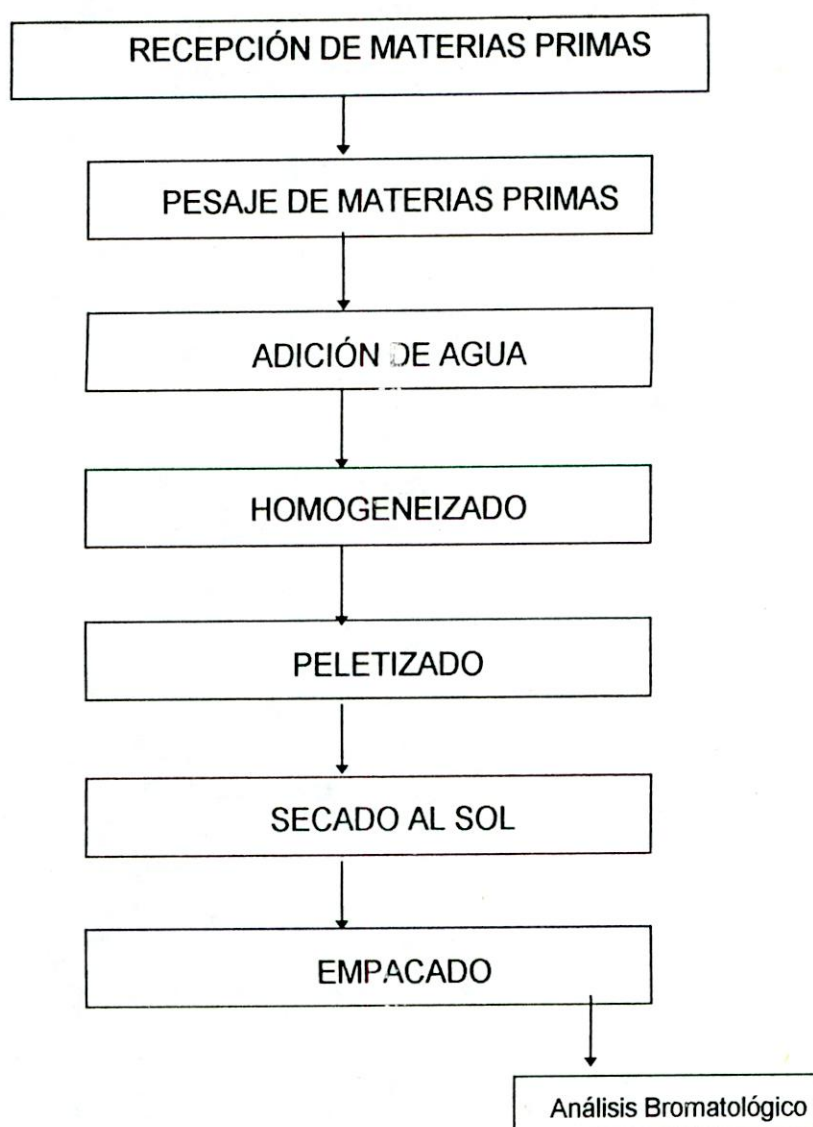 RECEPCIÓN DE MATERIAS PRIMAS
PESAJE DE MATERIAS PRIMAS
ADICIÓN DE AGUA
HOMOGENEIZADO
PELETIZADO
SECADO AL SOL
EMPACADO
Análisis Bromatológico